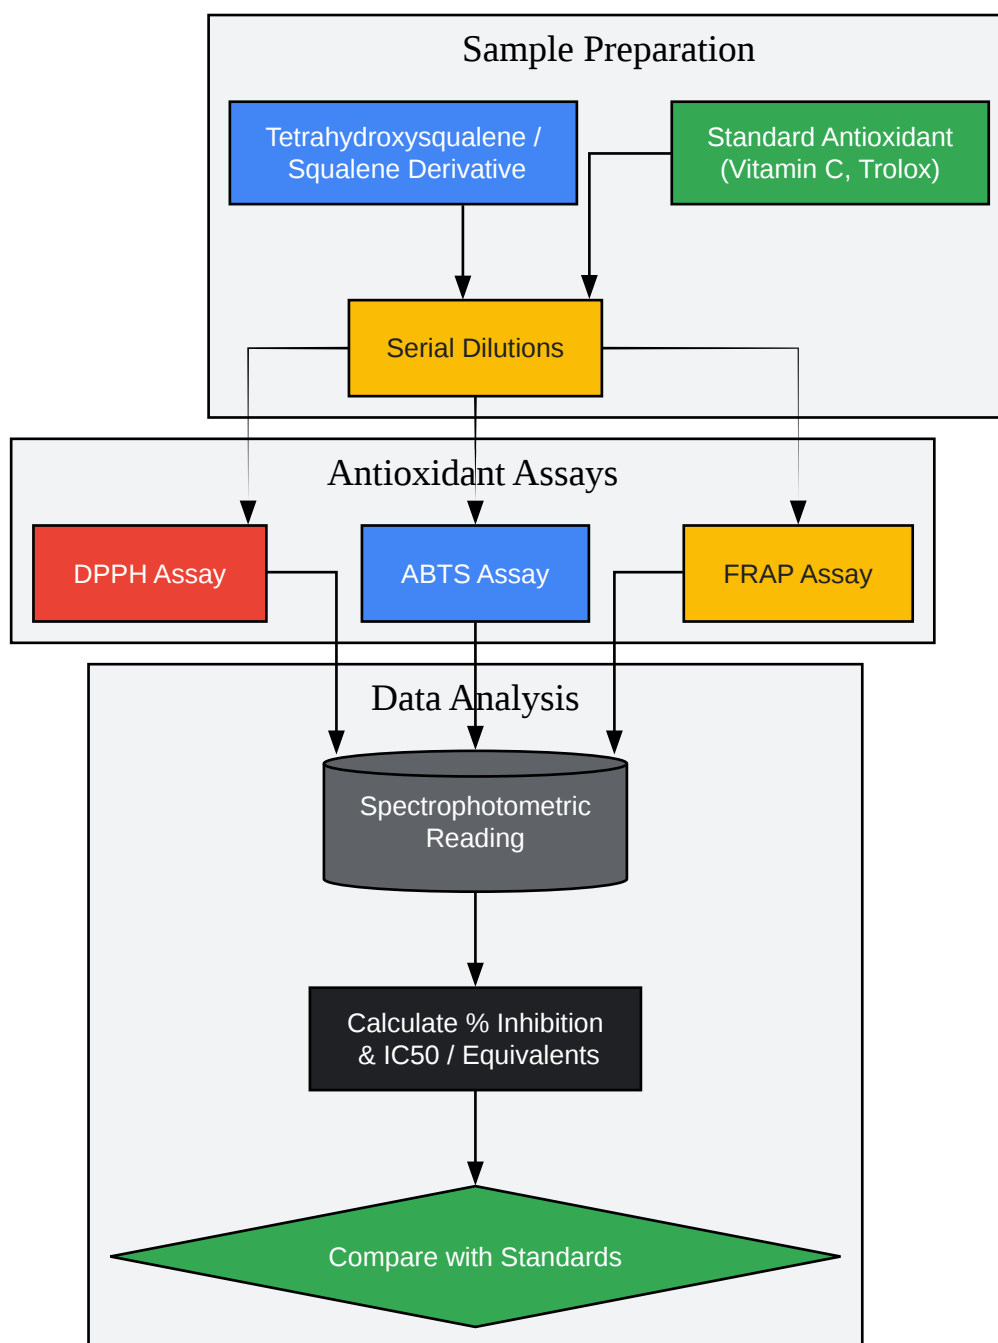 Sample Preparation
Tetrahydroxysqualene /
Squalene Derivative
Standard Antioxidant
(Vitamin C, Trolox)
Serial Dilutions
Antioxidant Assays
DPPH Assay
ABTS Assay
FRAP Assay
Data Analysis
Spectrophotometric
Reading
Calculate % Inhibition
& IC50 / Equivalents
Compare with Standards